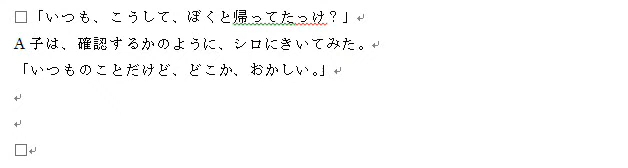 □「いつも、こうして、ぼくと帰ってたっけ？」
A子は、確認するかのように、シロにきいてみた。
「いつものことだけど、どこか、おかしい。」
□